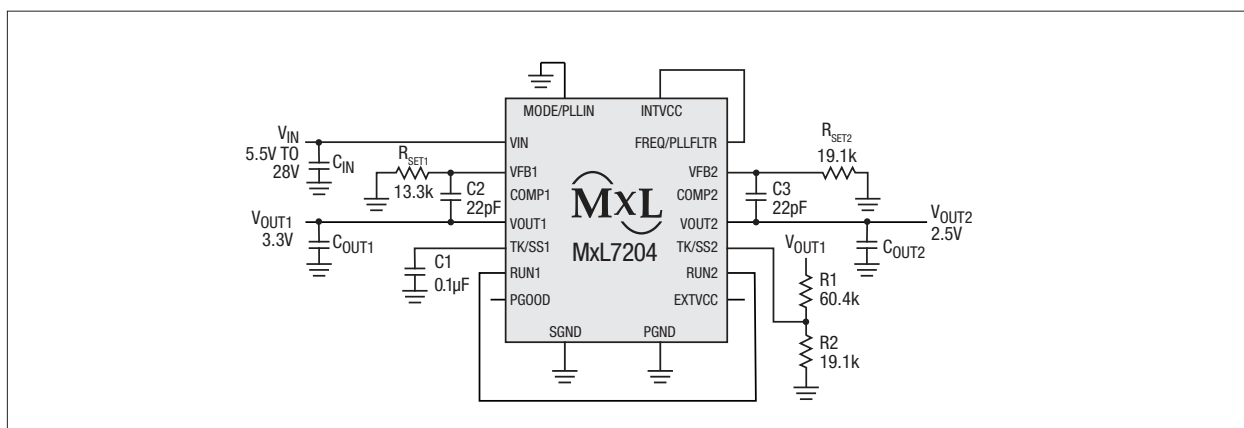 MODE/PLLIN
INTVCC
VIN
5.5V TO
28V
CIN
VIN
FREQ/PLLFLTR
RSET1
13.3k
VFB1
VFB2
RSET2
19.1k
C2
22pF
COMP1
COMP2
C3
22pF
MXL
MxL7204
VOUT1
3.3V
COUT1
VOUT1
VOUT2
VOUT2
2.5V
COUT2
TK/SS1
TK/SS2
VOUT1
C1
0.1µF
RUN1
RUN2
R1
60.4k
PGOOD
EXTVCC
SGND
PGND
R2
19.1k